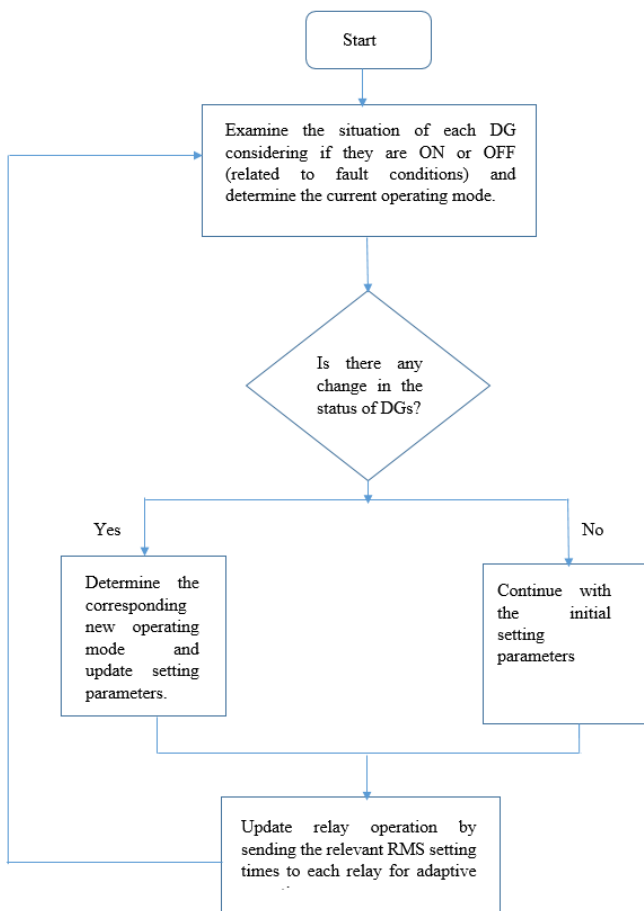 Start
Examine the situation of each DG
considering if they are ON or OFF
(related to fault conditions) and
determine the current operating mode.
Is there any
change in the
status of DGs?
Yes
No
Determine the
corresponding
new operating
mode and
update setting
parameters.
Continue with
the initial
setting
parameters
Update relay operation by
sending the relevant RMS setting
times to each relay for adaptive